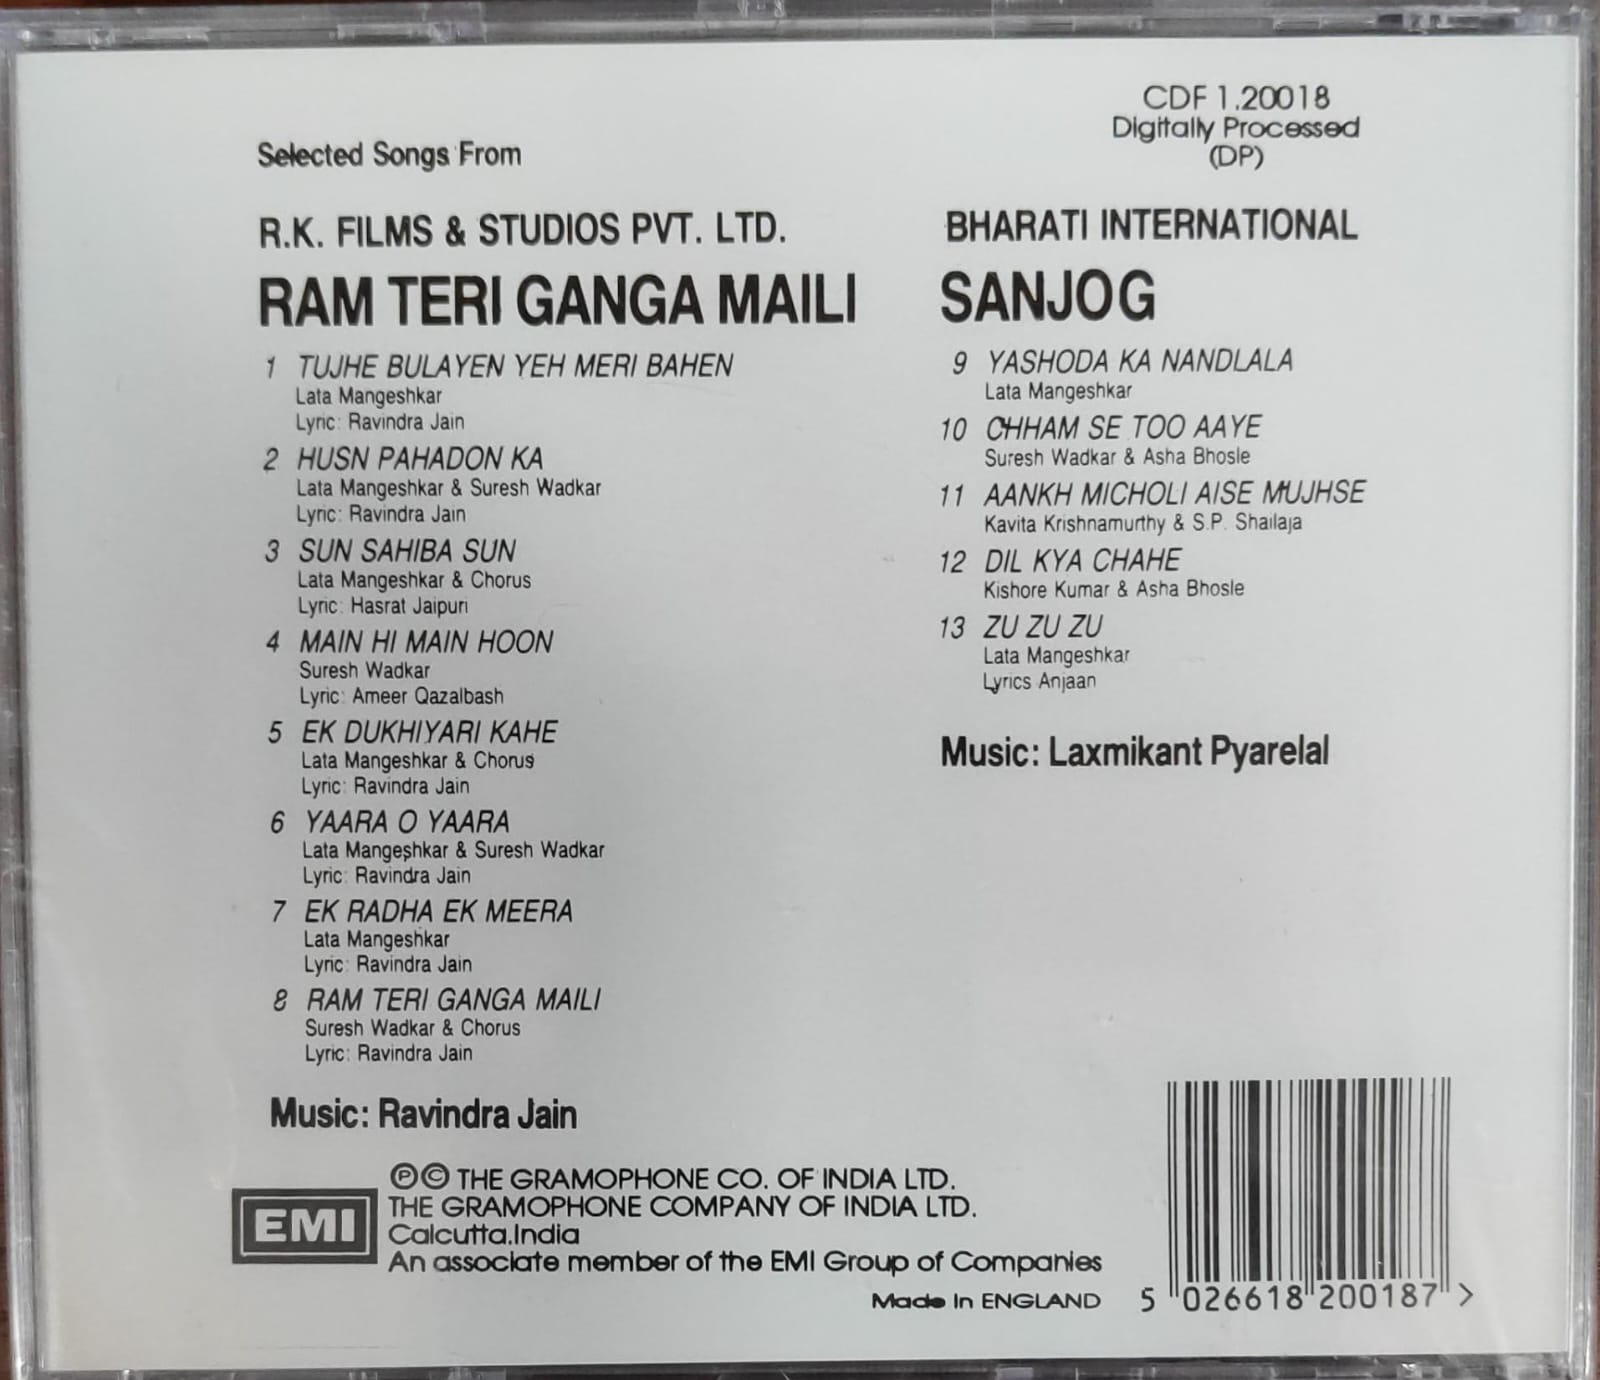 CDF 1.20018
Digitally Processed
(DP)
Selected Songs From
R.K. FILMS & STUDIOS PVT. LTD.
RAM TERI GANGA MAILI
1 TUJHE BULAYEN YEH MERI BAHEN
Lata Mangeshkar
Lyric: Ravindra Jain
2 HUSN PAHADON KA
Lata Mangeshkar & Suresh Wadkar
Lyric: Ravindra Jain
3 SUN SAHIBA SUN
Lata Mangeshkar & Chorus
Lyric: Hasrat Jaipuri
4 MAIN HI MAIN HOON
Suresh Wadkar
Lyric: Ameer Qazalbash
5 EK DUKHIYARI KAHE
Lata Mangeshkar & Chorus
Lyric: Ravindra Jain
6 YAARA O YAARA
Lata Mangeshkar & Suresh Wadkar
Lyric: Ravindra Jain
7 EK RADHA EK MEERA
Lata Mangeshkar
Lyric: Ravindra Jain
8 RAM TERI GANGA MAILI
Suresh Wadkar & Chorus
Lyric: Ravindra Jain
Music: Ravindra Jain
BHARATI INTERNATIONAL
SANJOG
9 YASHODA KA NANDLALA
Lata Mangeshkar
10 CHHAM SE TOO AAYE
Suresh Wadkar & Asha Bhosle
11 AANKH MICHOLI AISE MUJHSE
Kavita Krishnamurthy & S.P. Shailaja
12 DIL KYA CHAHE
Kishore Kumar & Asha Bhosle
13 ZU ZU ZU
Lata Mangeshkar
Lyrics Anjaan
Music: Laxmikant Pyarelal
EMI
℗© THE GRAMOPHONE CO. OF INDIA LTD.
THE GRAMOPHONE COMPANY OF INDIA LTD.
Calcutta.India
An associate member of the EMI Group of Companies
Made In ENGLAND
5 026618 200187 >